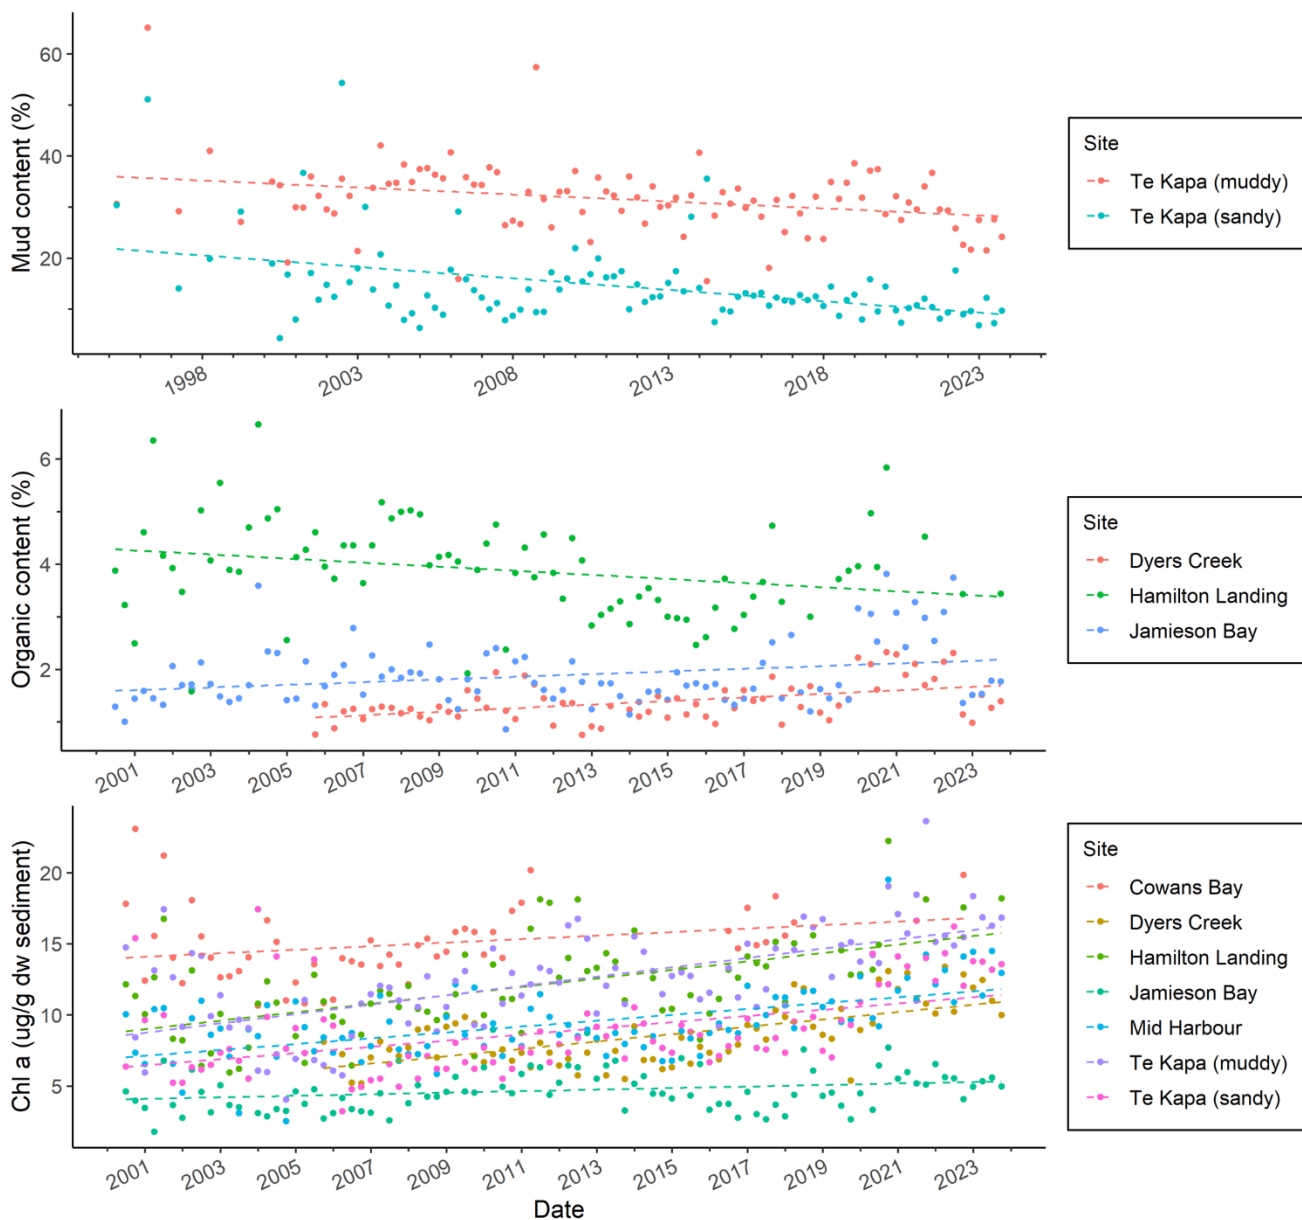 Mud content (%)
60
40
20
1998 2003 2008 2013 2018 2023
Site
Te Kapa (muddy)
Te Kapa (sandy)
Organic content (%)
6
4
2
2001 2003 2005 2007 2009 2011 2013 2015 2017 2019 2021 2023
Site
Dyers Creek
Hamilton Landing
Jamieson Bay
Chl a (ug/g dw sediment)
20
15
10
5
2001 2003 2005 2007 2009 2011 2013 2015 2017 2019 2021 2023
Date
Site
Cowans Bay
Dyers Creek
Hamilton Landing
Jamieson Bay
Mid Harbour
Te Kapa (muddy)
Te Kapa (sandy)